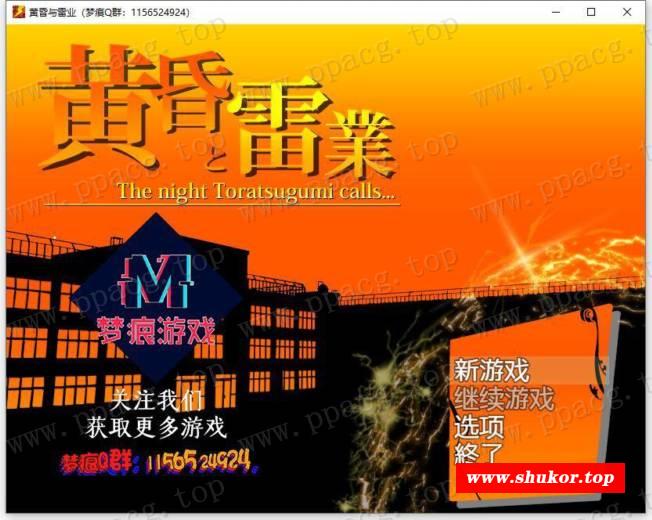 黄昏与雷业（梦痕Q群：1156524924）
www.ppacg.top
黄昏と雷業
The night Toratsugumi calls...
M
梦痕游戏
关注我们
获取更多游戏
梦痕Q群：1156524924
新游戏
继续游戏
选项
終了
www.shukor.top